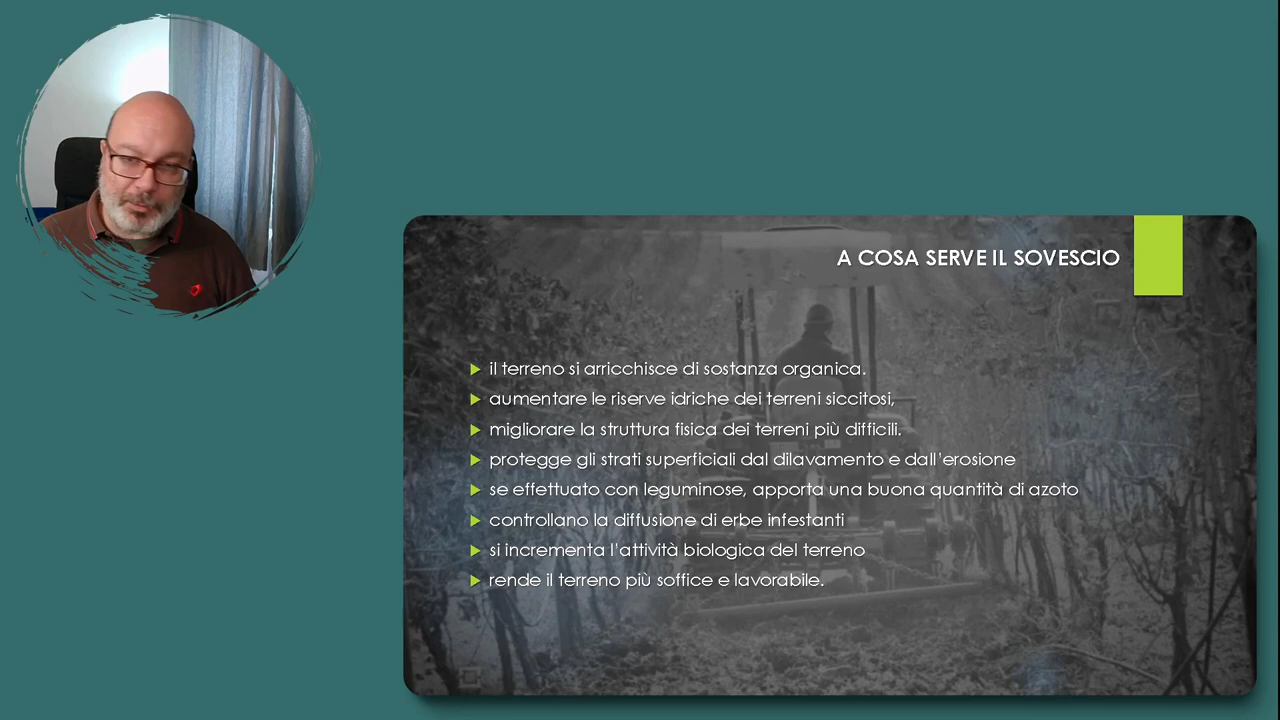 A COSA SERVE IL SOVESCIO
il terreno si arricchisce di sostanza organica.
aumentare le riserve idriche dei terreni siccitosi,
migliorare la struttura fisica dei terreni più difficili.
protegge gli strati superficiali dal dilavamento e dall'erosione
se effettuato con leguminose, apporta una buona quantità di azoto
controllano la diffusione di erbe infestanti
si incrementa l'attività biologica del terreno
rende il terreno più soffice e lavorabile.